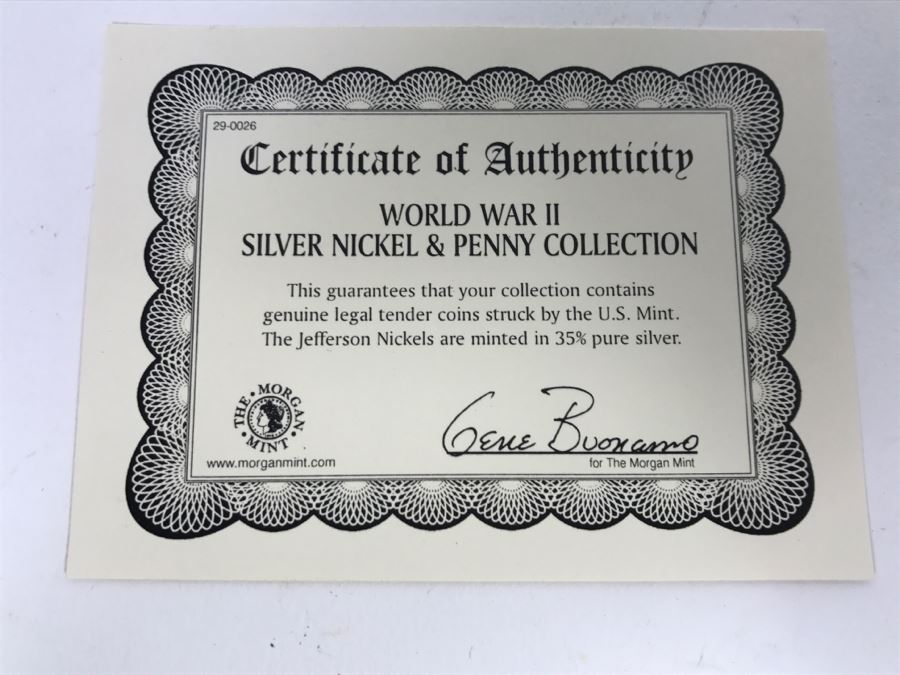 29-0026
Certificate of Authenticity
WORLD WAR II
SILVER NICKEL & PENNY COLLECTION
This guarantees that your collection contains
genuine legal tender coins struck by the U.S. Mint.
The Jefferson Nickels are minted in 35% pure silver.
THE • MORGAN • MINT •
Gene Buonamo
www.morganmint.com
for The Morgan Mint